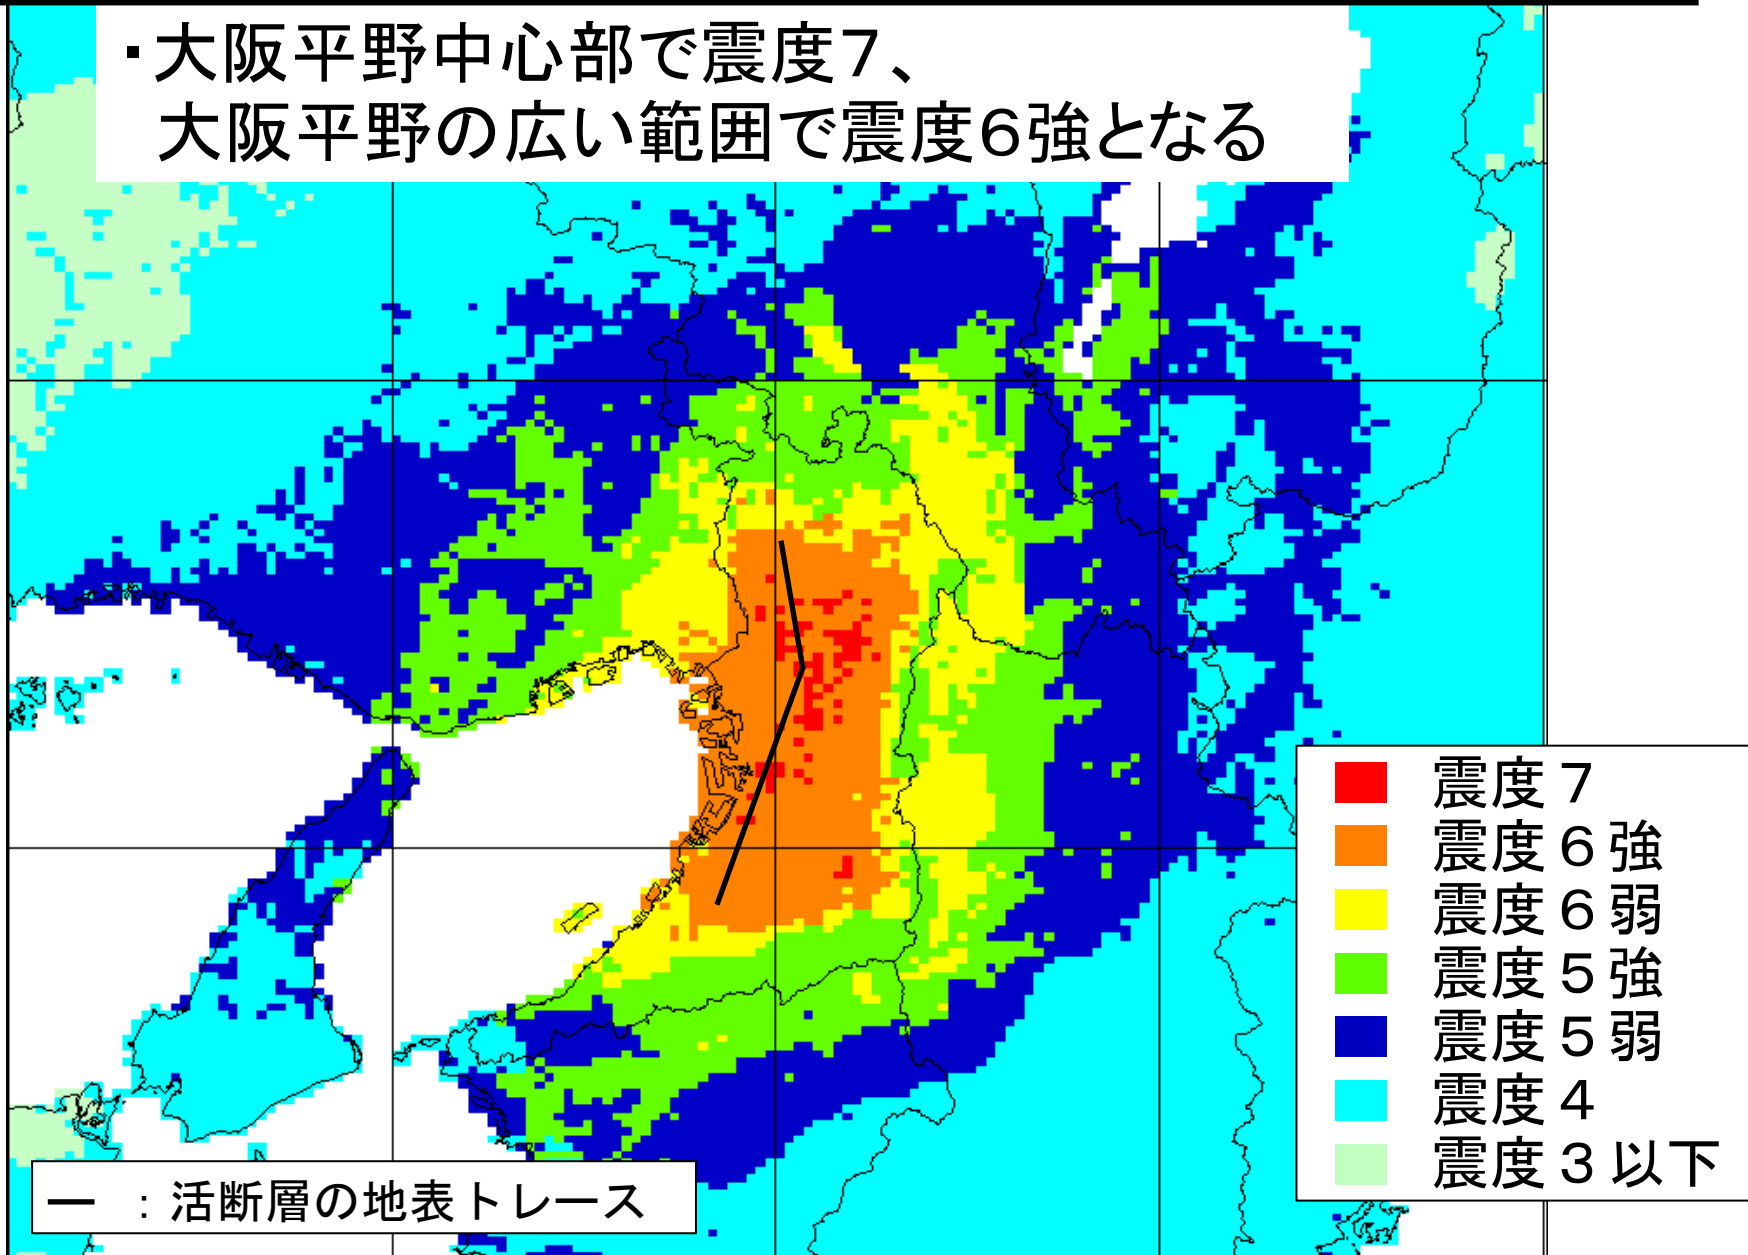 ・大阪平野中心部で震度7、
大阪平野の広い範囲で震度6強となる
震度7
震度6強
震度6弱
震度5強
震度5弱
震度4
震度3以下
― ：活断層の地表トレース